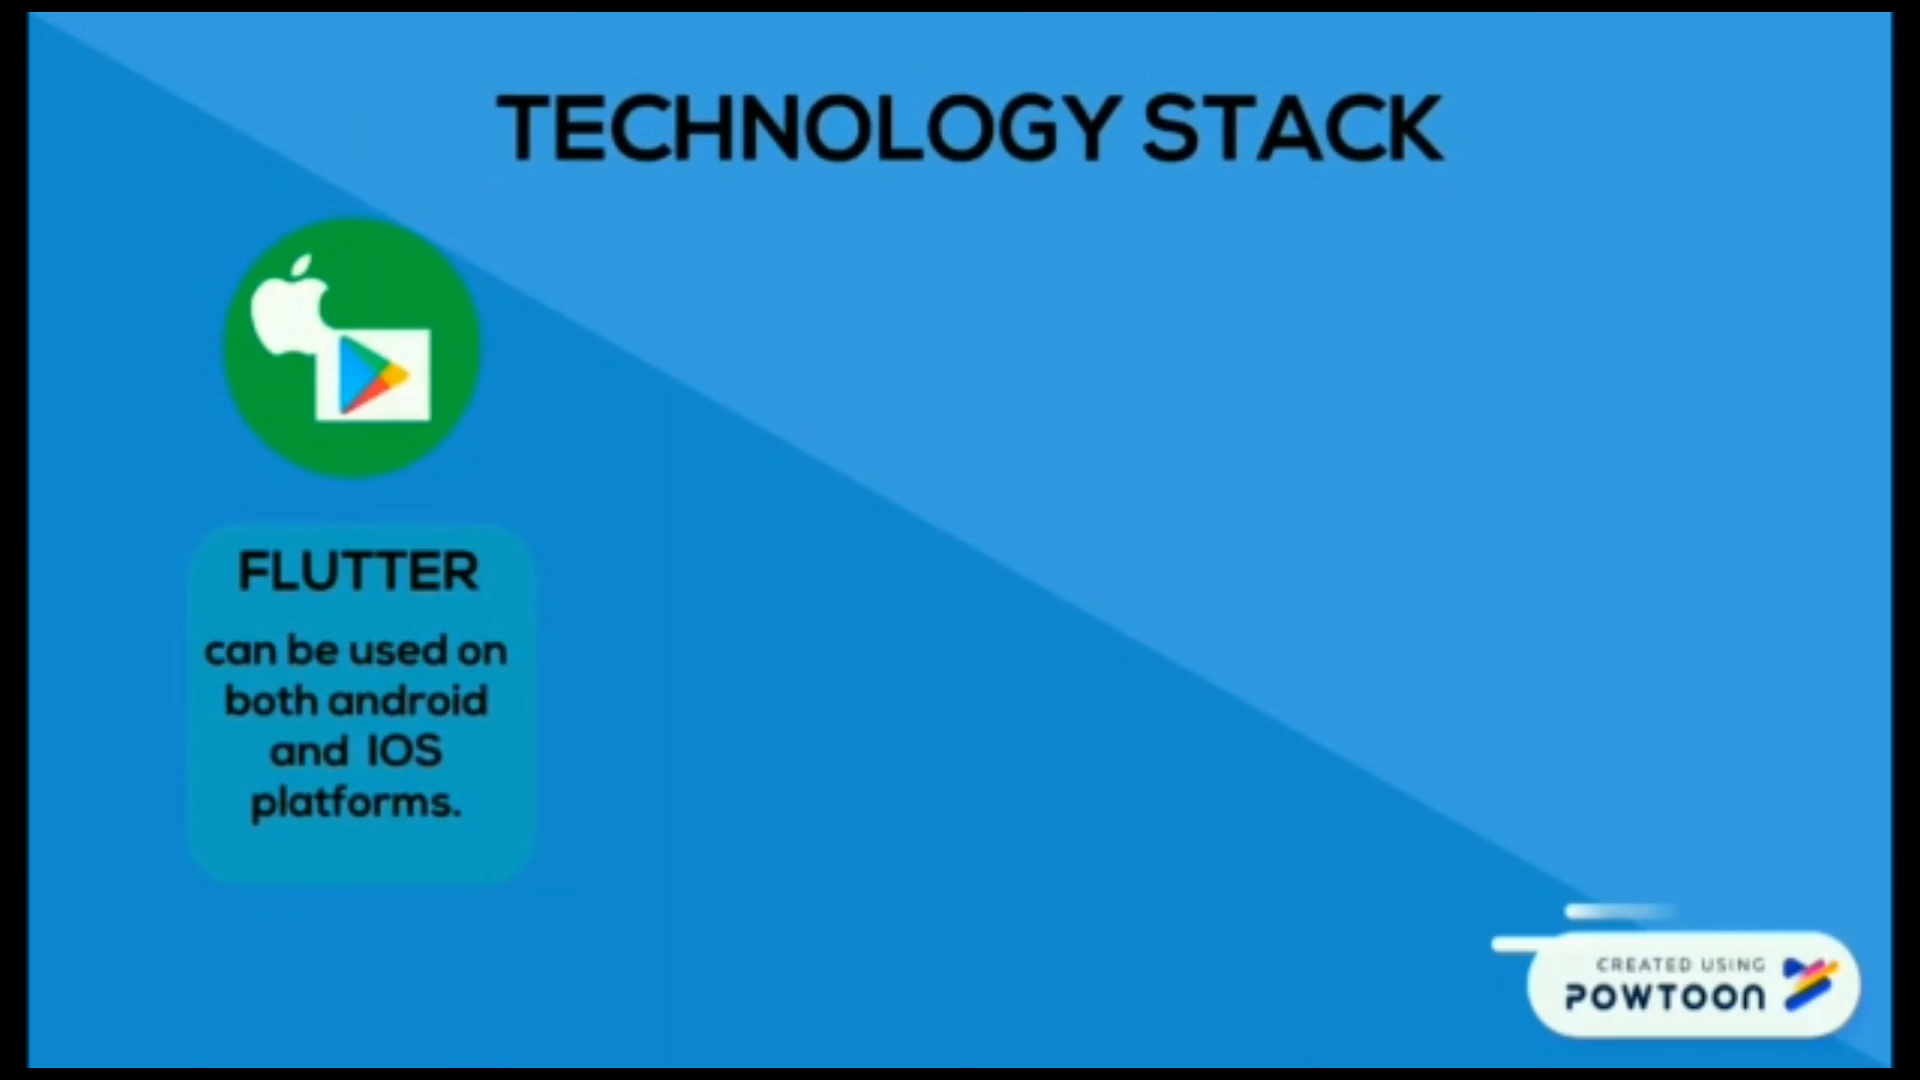 TECHNOLOGY STACK
FLUTTER
can be used on
both android
and IOS
platforms.
CREATED USING
POWTOON